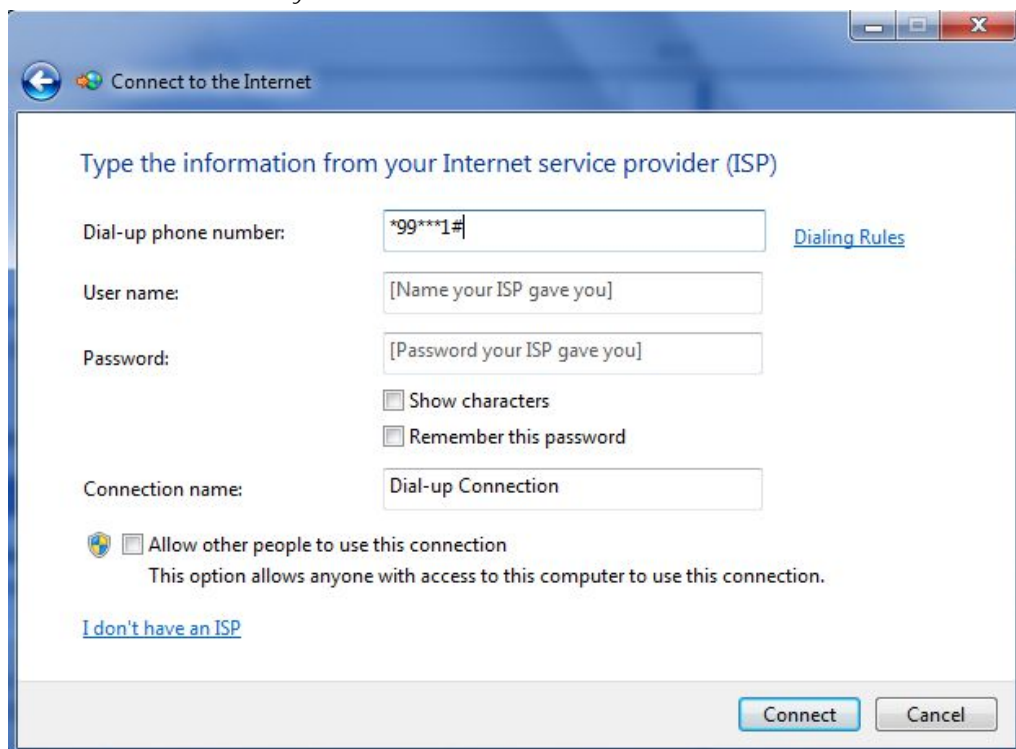 Connect to the Internet
Type the information from your Internet service provider (ISP)
Dial-up phone number:
*99***1#
Dialing Rules
User name:
[Name your ISP gave you]
Password:
[Password your ISP gave you]
Show characters
Remember this password
Connection name:
Dial-up Connection
Allow other people to use this connection
This option allows anyone with access to this computer to use this connection.
I don't have an ISP
Connect
Cancel